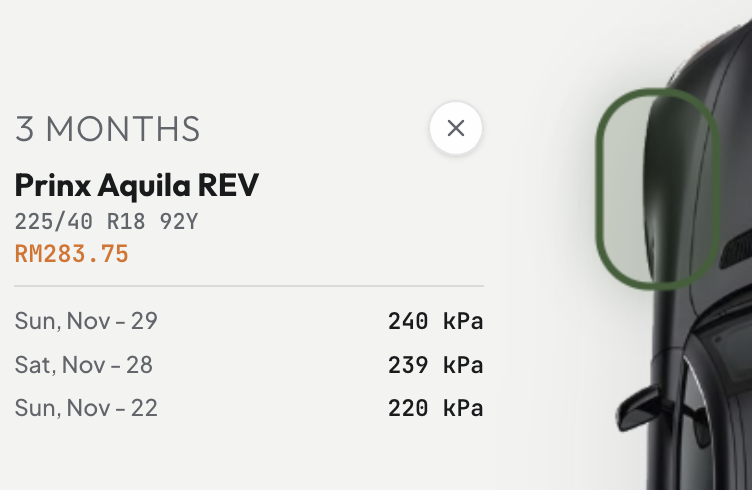 3 MONTHS
Prinx Aquila REV
225/40 R18 92Y
RM283.75
Sun, Nov – 29 240 kPa
Sat, Nov – 28 239 kPa
Sun, Nov – 22 220 kPa